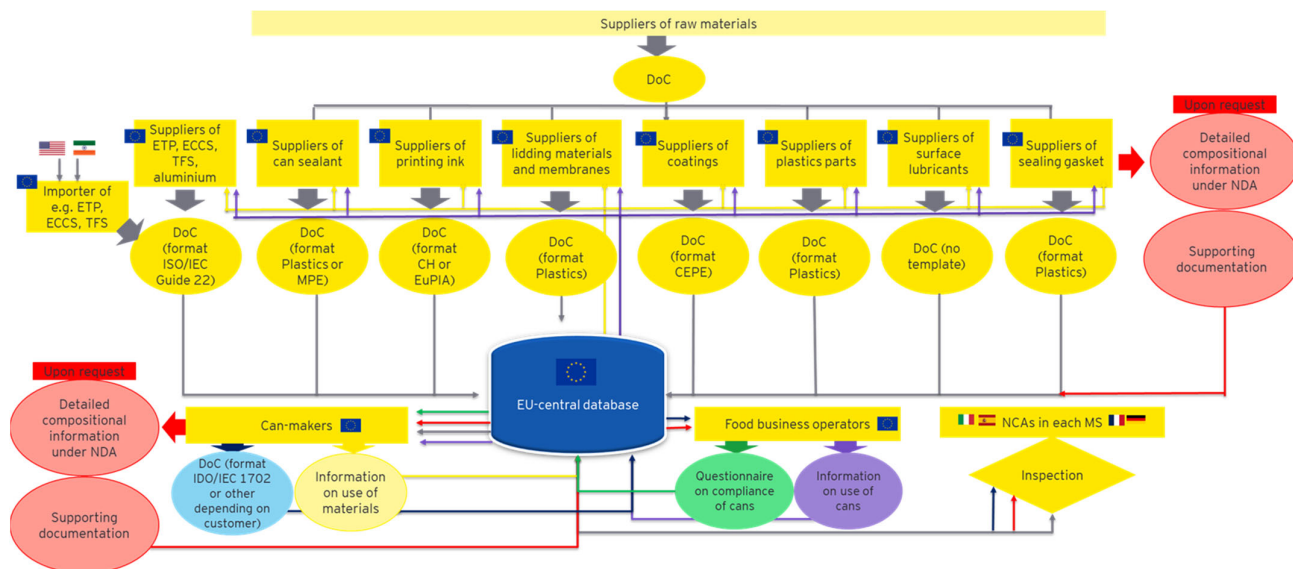 Suppliers of raw materials
DoC
Upon request
Suppliers of
ETP, ECCS,
TFS,
aluminium
Suppliers of
can sealant
Suppliers of
printing ink
Suppliers of
lidding materials
and membranes
Suppliers of
coatings
Suppliers of
plastics parts
Suppliers of
surface
lubricants
Suppliers of
sealing gasket
Detailed
compositional
information
under NDA
Importer of
e.g. ETP,
ECCS, TFS
DoC
(format
ISO/IEC
Guide 22)
DoC
(format
Plastics or
MPE)
DoC
(format
CH or
EuPIA)
DoC
(format
Plastics)
DoC
(format
CEPE)
DoC
(format
Plastics)
DoC (no
template)
DoC
(format
Plastics)
Supporting
documentation
EU-central database
Upon request
Detailed
compositional
information
under NDA
Can-makers
Food business operators
NCAs in each MS
DoC (format
IDO/IEC 1702
or other
depending on
customer)
Information
on use of
materials
Questionnaire
on compliance
of cans
Information
on use of
cans
Inspection
Supporting
documentation